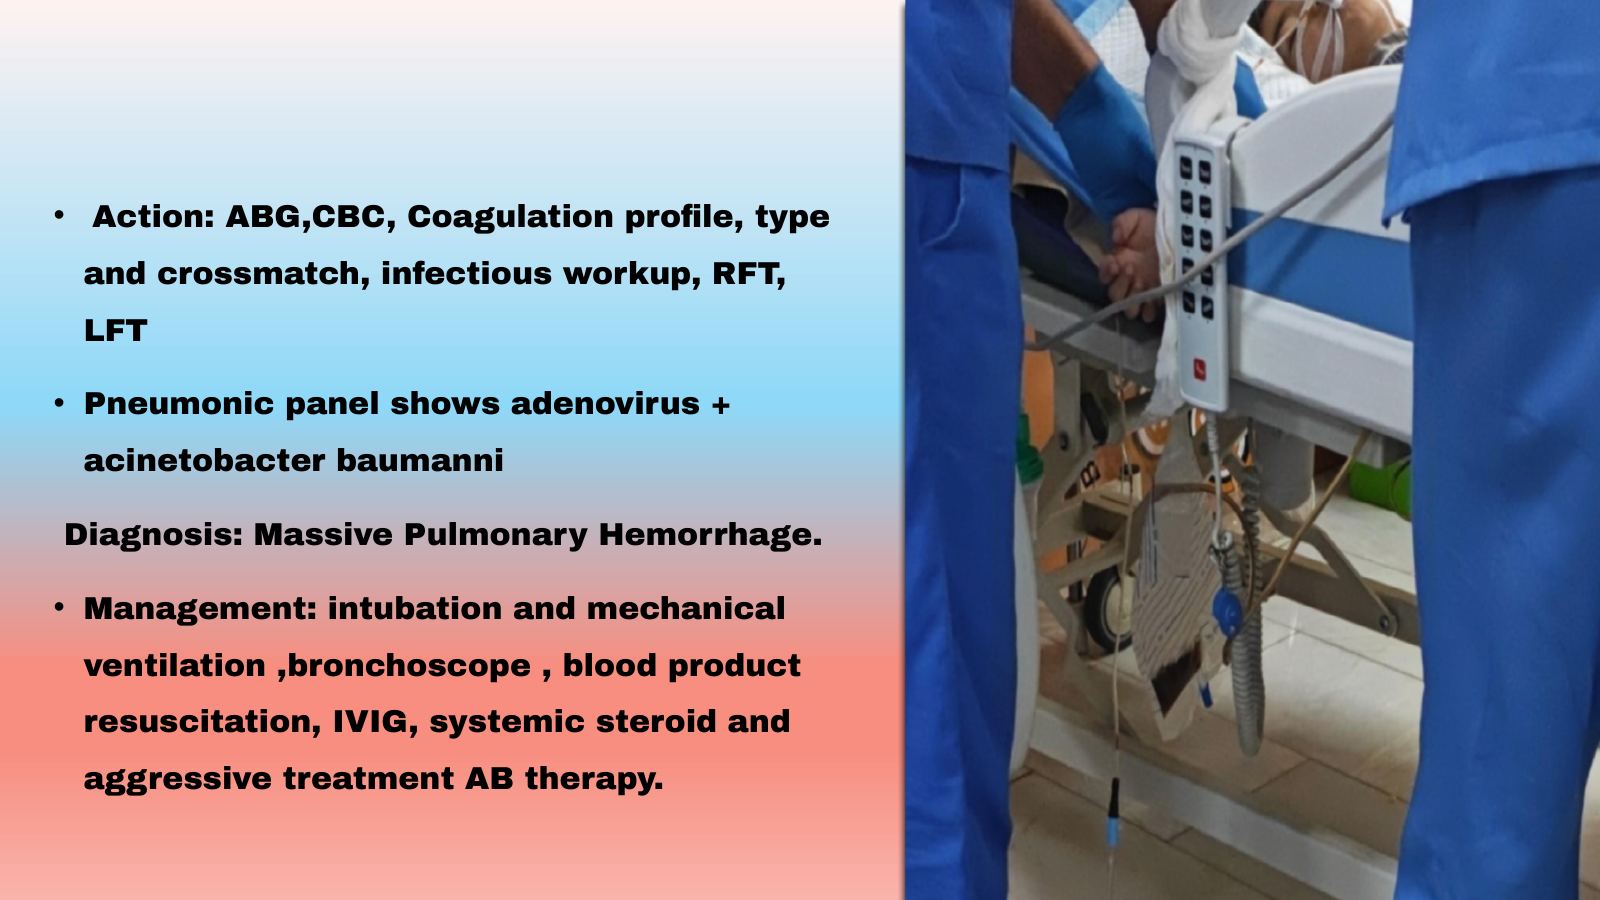 • Action: ABG,CBC, Coagulation profile, type
and crossmatch, infectious workup, RFT,
LFT
• Pneumonic panel shows adenovirus +
acinetobacter baumanni
Diagnosis: Massive Pulmonary Hemorrhage.
• Management: intubation and mechanical
ventilation ,bronchoscope , blood product
resuscitation, IVIG, systemic steroid and
aggressive treatment AB therapy.